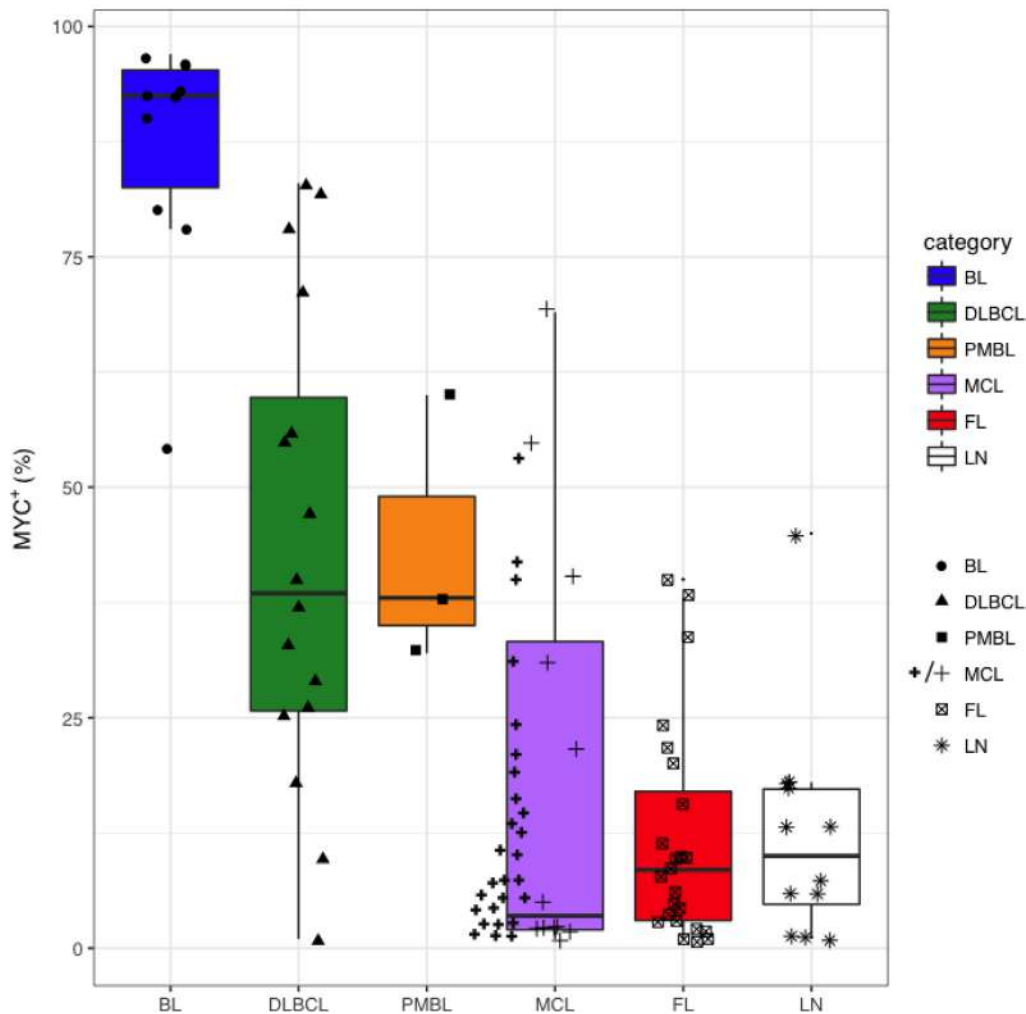 100
75
50
25
0
MYC⁺ (%)
BL DLBCL PMBL MCL FL LN
category
BL
DLBCL
PMBL
MCL
FL
LN
BL
DLBCL
PMBL
+/+ MCL
FL
LN